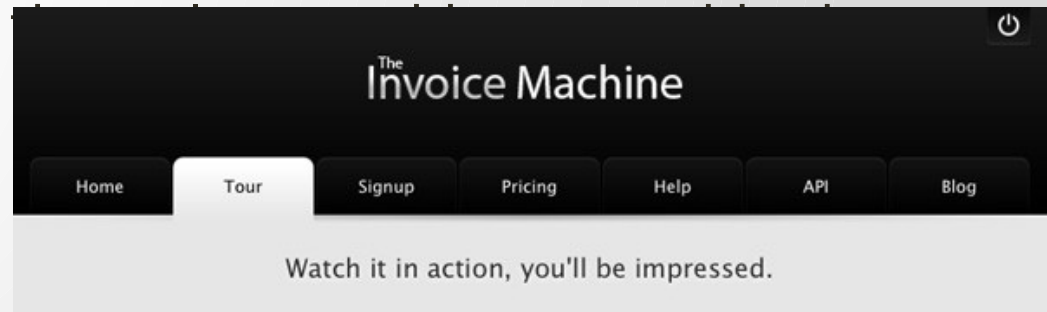 The
Invoice Machine
Home Tour Signup Pricing Help API Blog
Watch it in action, you'll be impressed.